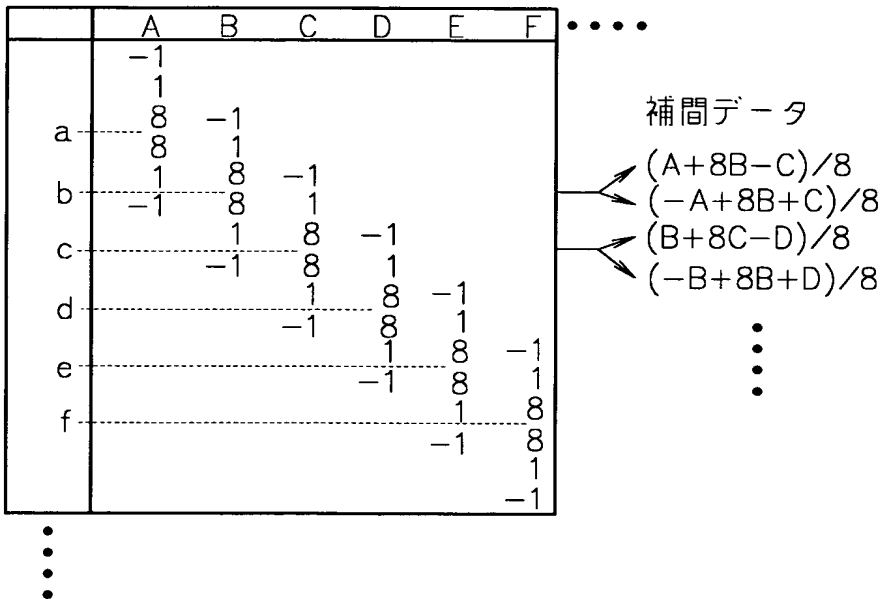 A B C D E F ••••
-1
1
8 -1
a
8 1
1 8 -1
b
-1 8 1
1 8 -1
c
-1 8 1
1 8 -1
d
-1 8 1
1 8 -1
e
-1 8 1
1 8
f
-1 8
1
-1
補間データ
(A+8B-C)/8
(-A+8B+C)/8
(B+8C-D)/8
(-B+8B+D)/8